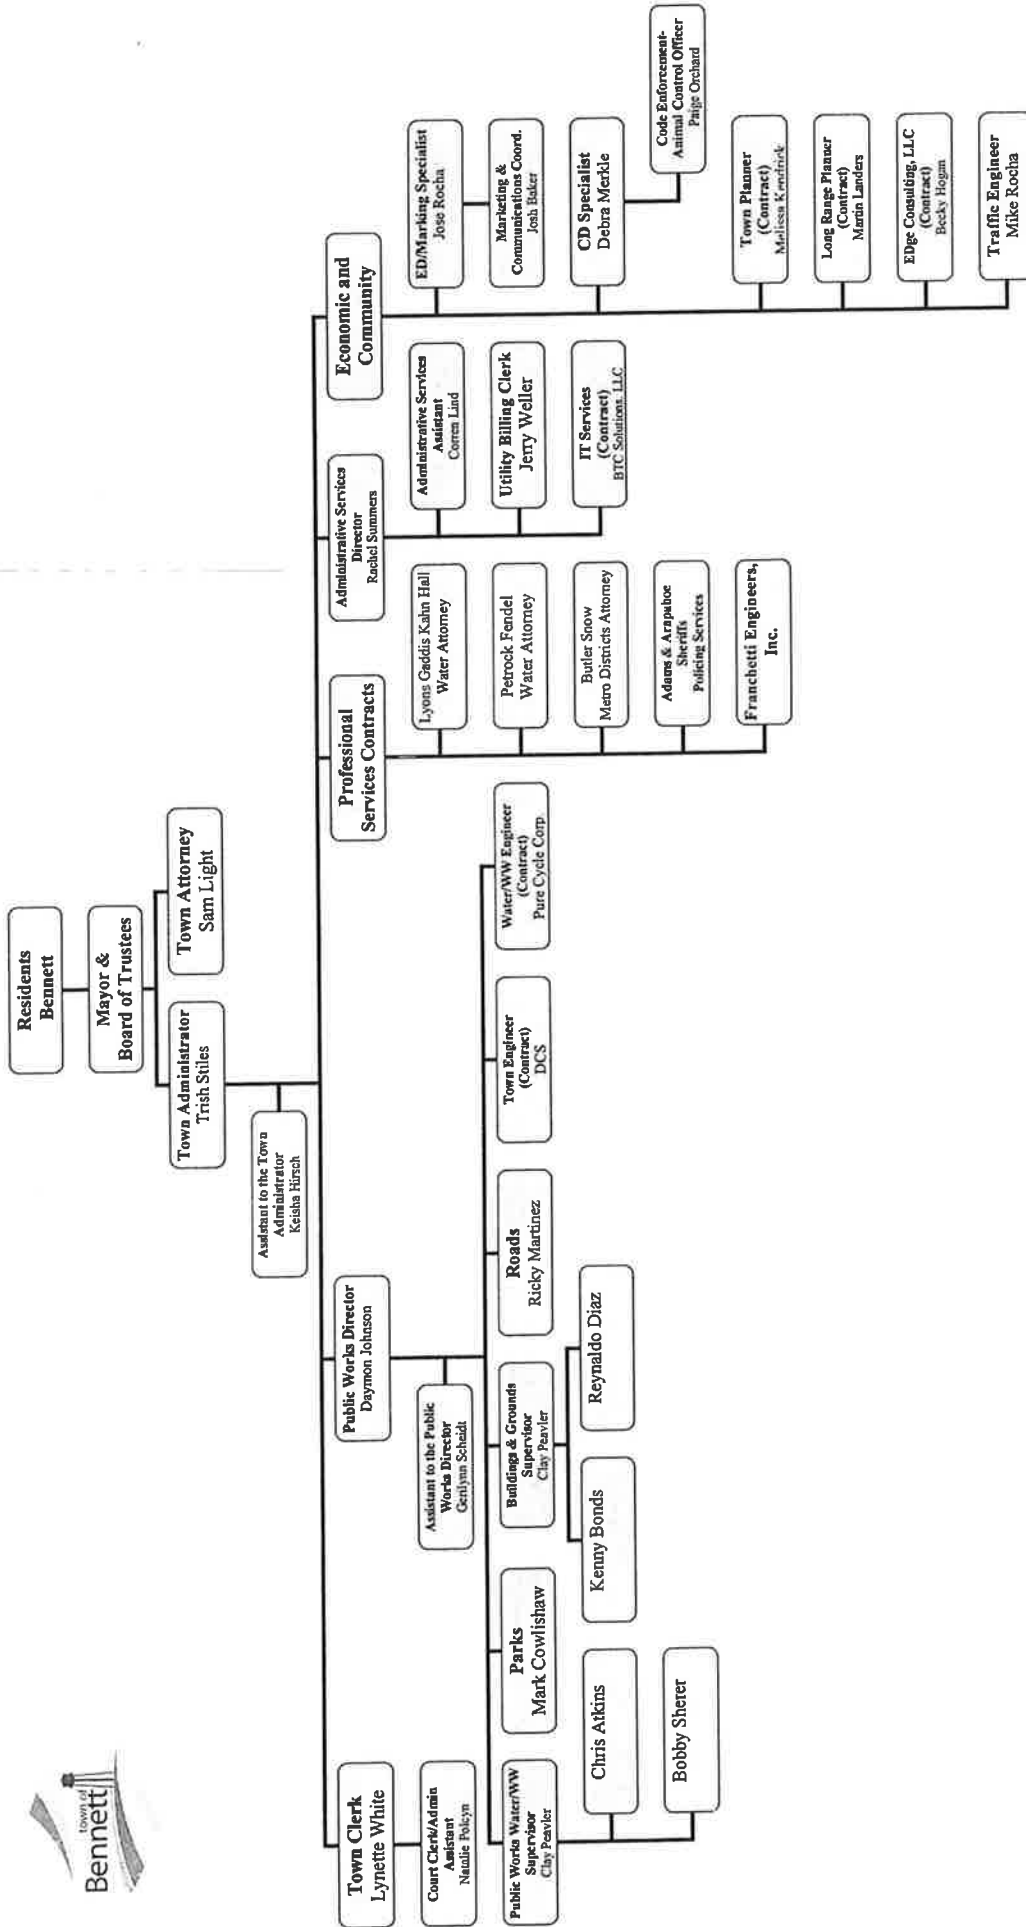 town of
Bennett
Residents
Bennett
Mayor &
Board of Trustees
Town Administrator
Trish Stiles
Town Attorney
Sam Light
Assistant to the Town
Administrator
Keisha Hirsch
Town Clerk
Lynette White
Court Clerk/Admin
Assistant
Natalie Polcyn
Public Works Director
Daymon Johnson
Assistant to the Public
Works Director
Gerilynn Scheidt
Public Works Water/WW
Supervisor
Clay Peavler
Chris Atkins
Bobby Sherer
Parks
Mark Cowlishaw
Buildings & Grounds
Supervisor
Clay Peavler
Kenny Bonds
Reynaldo Diaz
Roads
Ricky Martinez
Town Engineer
(Contract)
DCS
Water/WW Engineer
(Contract)
Pure Cycle Corp.
Professional
Services Contracts
Lyons Gaddis Kahn Hall
Water Attorney
Petrock Fendel
Water Attorney
Butler Snow
Metro Districts Attorney
Adams & Arapahoe
Sheriffs
Policing Services
Franchetti Engineers,
Inc.
Administrative Services
Director
Rachel Summers
Administrative Services
Assistant
Corren Lind
Utility Billing Clerk
Jerry Weller
IT Services
(Contract)
BTC Solutions, LLC
Economic and
Community
ED/Marking Specialist
Jose Rocha
Marketing &
Communications Coord.
Josh Baker
CD Specialist
Debra Merkle
Code Enforcement-
Animal Control Officer
Paige Orchard
Town Planner
(Contract)
Melissa Kendrick
Long Range Planner
(Contract)
Martin Landers
EDge Consulting, LLC
(Contract)
Becky Hogan
Traffic Engineer
Mike Rocha